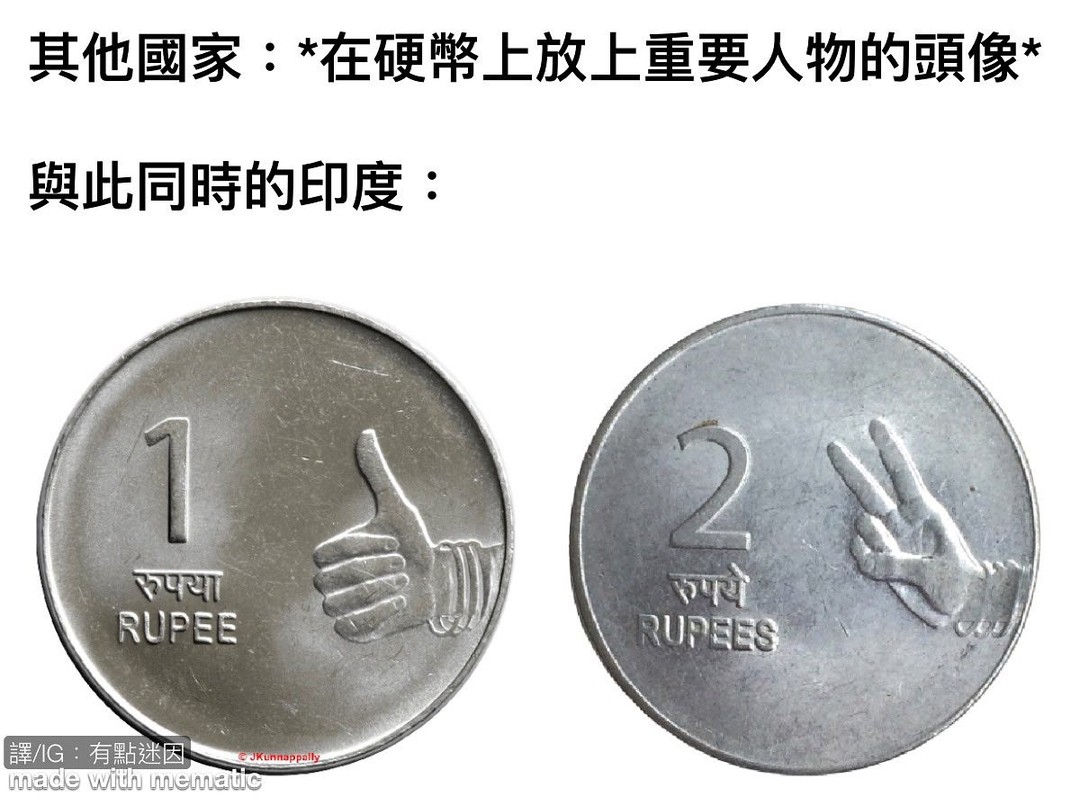 其他國家：*在硬幣上放上重要人物的頭像*
與此同時的印度：
1
रुपया
RUPEE
2
रुपये
RUPEES
譯/IG：有點迷因
made with mematic
© JKunnappally